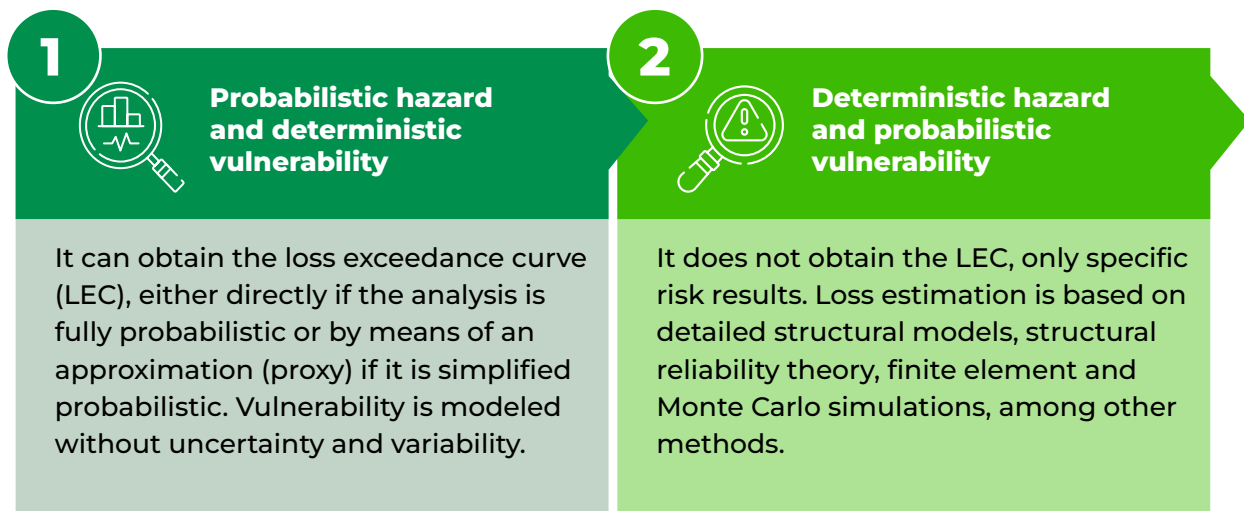 1
Probabilistic hazard
and deterministic
vulnerability
It can obtain the loss exceedance curve
(LEC), either directly if the analysis is
fully probabilistic or by means of an
approximation (proxy) if it is simplified
probabilistic. Vulnerability is modeled
without uncertainty and variability.
2
Deterministic hazard
and probabilistic
vulnerability
It does not obtain the LEC, only specific
risk results. Loss estimation is based on
detailed structural models, structural
reliability theory, finite element and
Monte Carlo simulations, among other
methods.